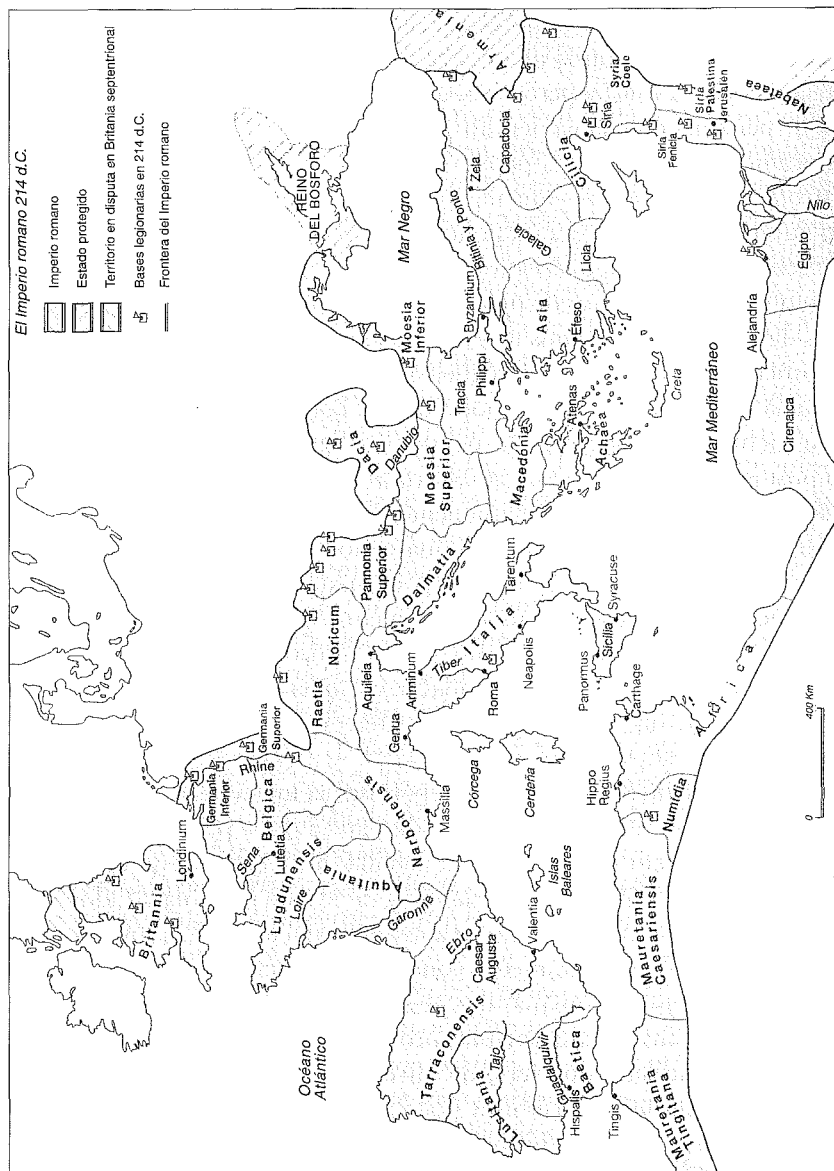 El Imperio romano 214 d.C.
Imperio romano
Estado protegido
Territorio en disputa en Britania septentrional
Bases legionarias en 214 d.C.
Frontera del Imperio romano
Océano
Atlántico
Britannia
Londinium
Germania
Inferior
Rhine
Germania
Superior
Belgica
Sena
Lutetia
Lugdunensis
Loire
Aquitania
Garonne
Narbonensis
Massilia
Raetia
Noricum
Pannonia
Superior
Dalmatia
Aquileia
Genua
Ariminum
Tiber
Italia
Roma
Neapolis
Tarentum
Córcega
Cerdeña
Panormus
Sicilia
Syracuse
Tarraconensis
Ebro
Caesar
Augusta
Valentia
Islas
Baleares
Lusitania
Tajo
Guadalquivir
Hispalis
Baetica
Tingis
Mauretania
Tingitana
Mauretania
Caesariensis
Numidia
Hippo
Regius
Carthage
Africa
0
400 Km
Dacia
Danubio
Moesia
Superior
Moesia
Inferior
Tracia
Philippi
Macedonia
Atenas
Achaea
Creta
Mar Mediterráneo
Cirenaica
Alejandría
Egipto
Nilo
REINO
DEL BOSFORO
Mar Negro
Byzantium
Bitinia y Ponto
Zela
Capadocia
Galacia
Asia
Efeso
Licia
Cilicia
Armenia
Siria
Syria
Coele
Siria
Fenicia
Siria
Palestina
Jerusalén
Nabataea